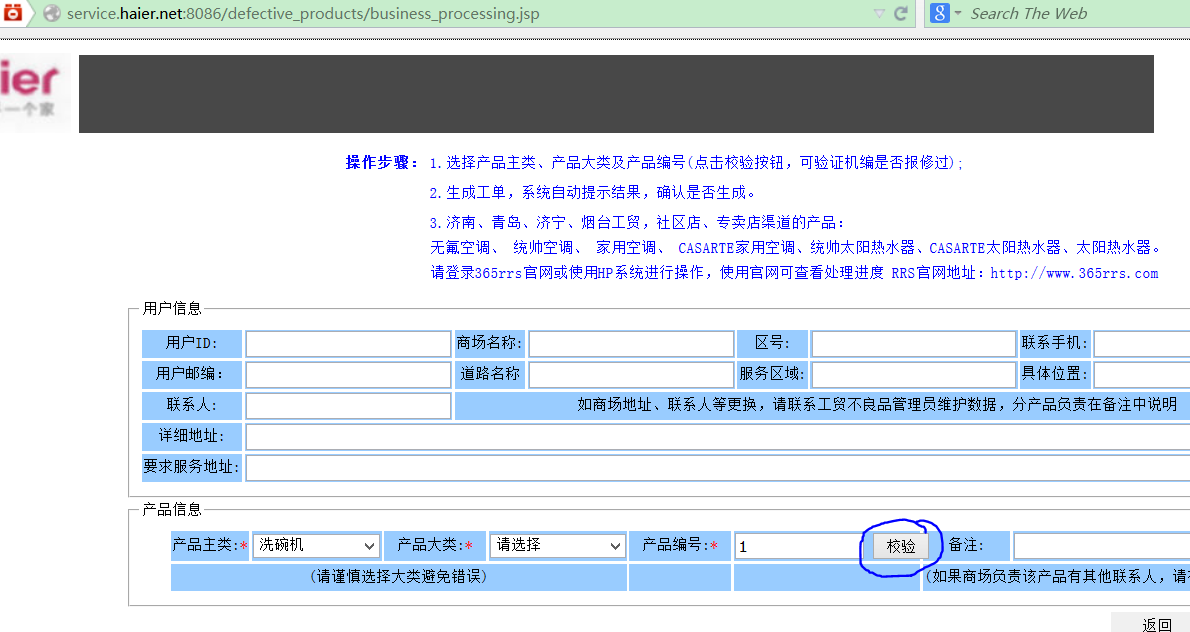 service.haier.net:8086/defective_products/business_processing.jsp
8 Search The Web
ier
一个家
操作步骤: 1.选择产品主类、产品大类及产品编号(点击校验按钮，可验证机编是否报修过);
2.生成工单，系统自动提示结果，确认是否生成。
3.济南、青岛、济宁、烟台工贸，社区店、专卖店渠道的产品:
无氟空调、 统帅空调、 家用空调、 CASARTE家用空调、统帅太阳热水器、CASARTE太阳热水器、太阳热水器。
请登录365rrs官网或使用HP系统进行操作，使用官网可查看处理进度 RRS官网地址：http://www.365rrs.com
用户信息
用户ID: 商场名称: 区号: 联系手机:
用户邮编: 道路名称 服务区域: 具体位置:
联系人: 如商场地址、联系人等更换，请联系工贸不良品管理员维护数据，分产品负责在备注中说明
详细地址:
要求服务地址:
产品信息
产品主类:* 洗碗机 产品大类:* 请选择 产品编号:* 1 校验 备注:
(请谨慎选择大类避免错误) (如果商场负责该产品有其他联系人，请
返回